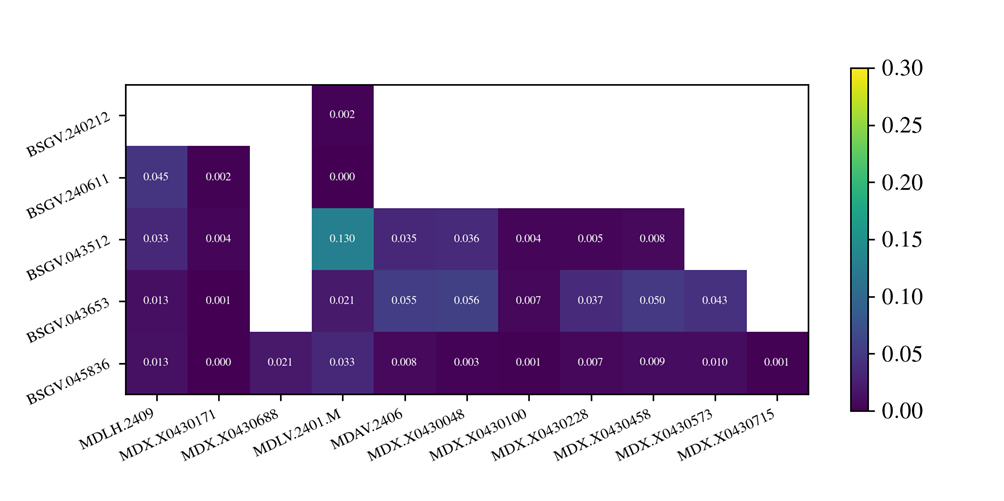 0.30
0.25
0.20
0.15
0.10
0.05
0.00
BSGV.240212
0.002
BSGV.240611
0.045 0.002 0.000
BSGV.043512
0.033 0.004 0.130 0.035 0.036 0.004 0.005 0.008
BSGV.043653
0.013 0.001 0.021 0.055 0.056 0.007 0.037 0.050 0.043
BSGV.045836
0.013 0.000 0.021 0.033 0.008 0.003 0.001 0.007 0.009 0.010 0.001
MDLH.2409
MDX.X0430171
MDX.X0430688
MDLV.2401.M
MDAV.2406
MDX.X0430048
MDX.X0430100
MDX.X0430228
MDX.X0430458
MDX.X0430573
MDX.X0430715